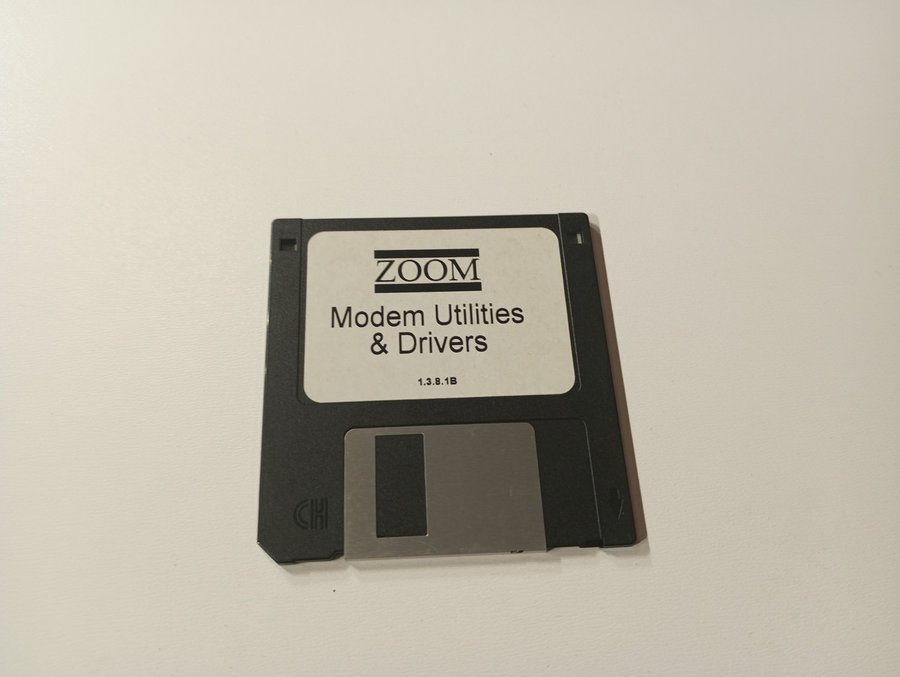 ZOOM
Modem Utilities
& Drivers
1.3.8.1B